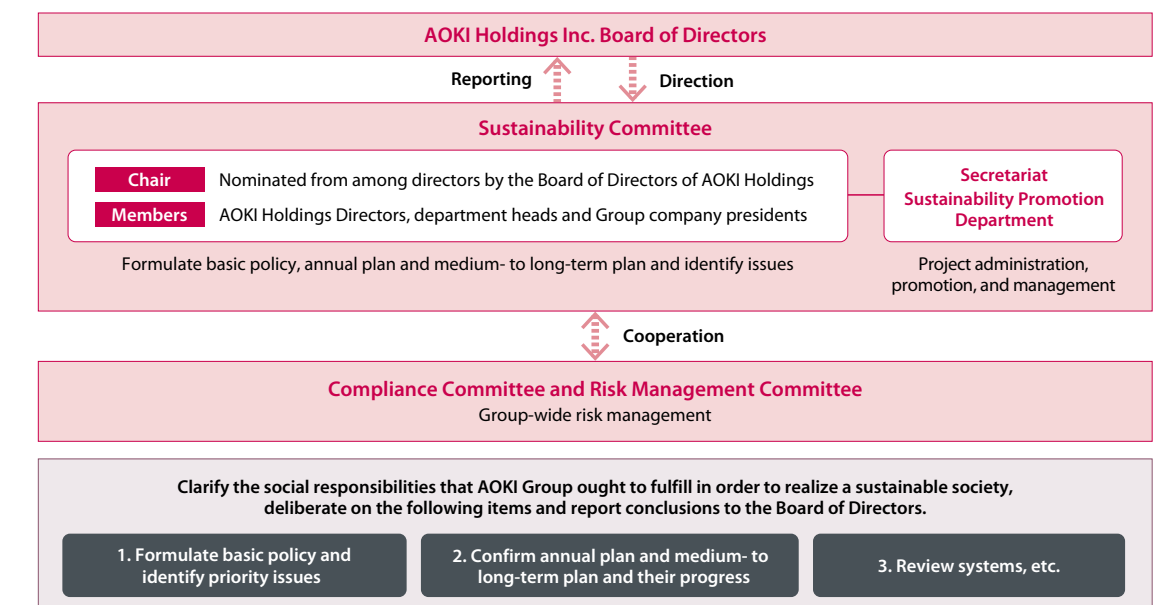 AOKI Holdings Inc. Board of Directors
Reporting
Direction
Sustainability Committee
Chair Nominated from among directors by the Board of Directors of AOKI Holdings
Members AOKI Holdings Directors, department heads and Group company presidents
Formulate basic policy, annual plan and medium- to long-term plan and identify issues
Secretariat
Sustainability Promotion
Department
Project administration,
promotion, and management
Cooperation
Compliance Committee and Risk Management Committee
Group-wide risk management
Clarify the social responsibilities that AOKI Group ought to fulfill in order to realize a sustainable society,
deliberate on the following items and report conclusions to the Board of Directors.
1. Formulate basic policy and
identify priority issues
2. Confirm annual plan and medium- to
long-term plan and their progress
3. Review systems, etc.